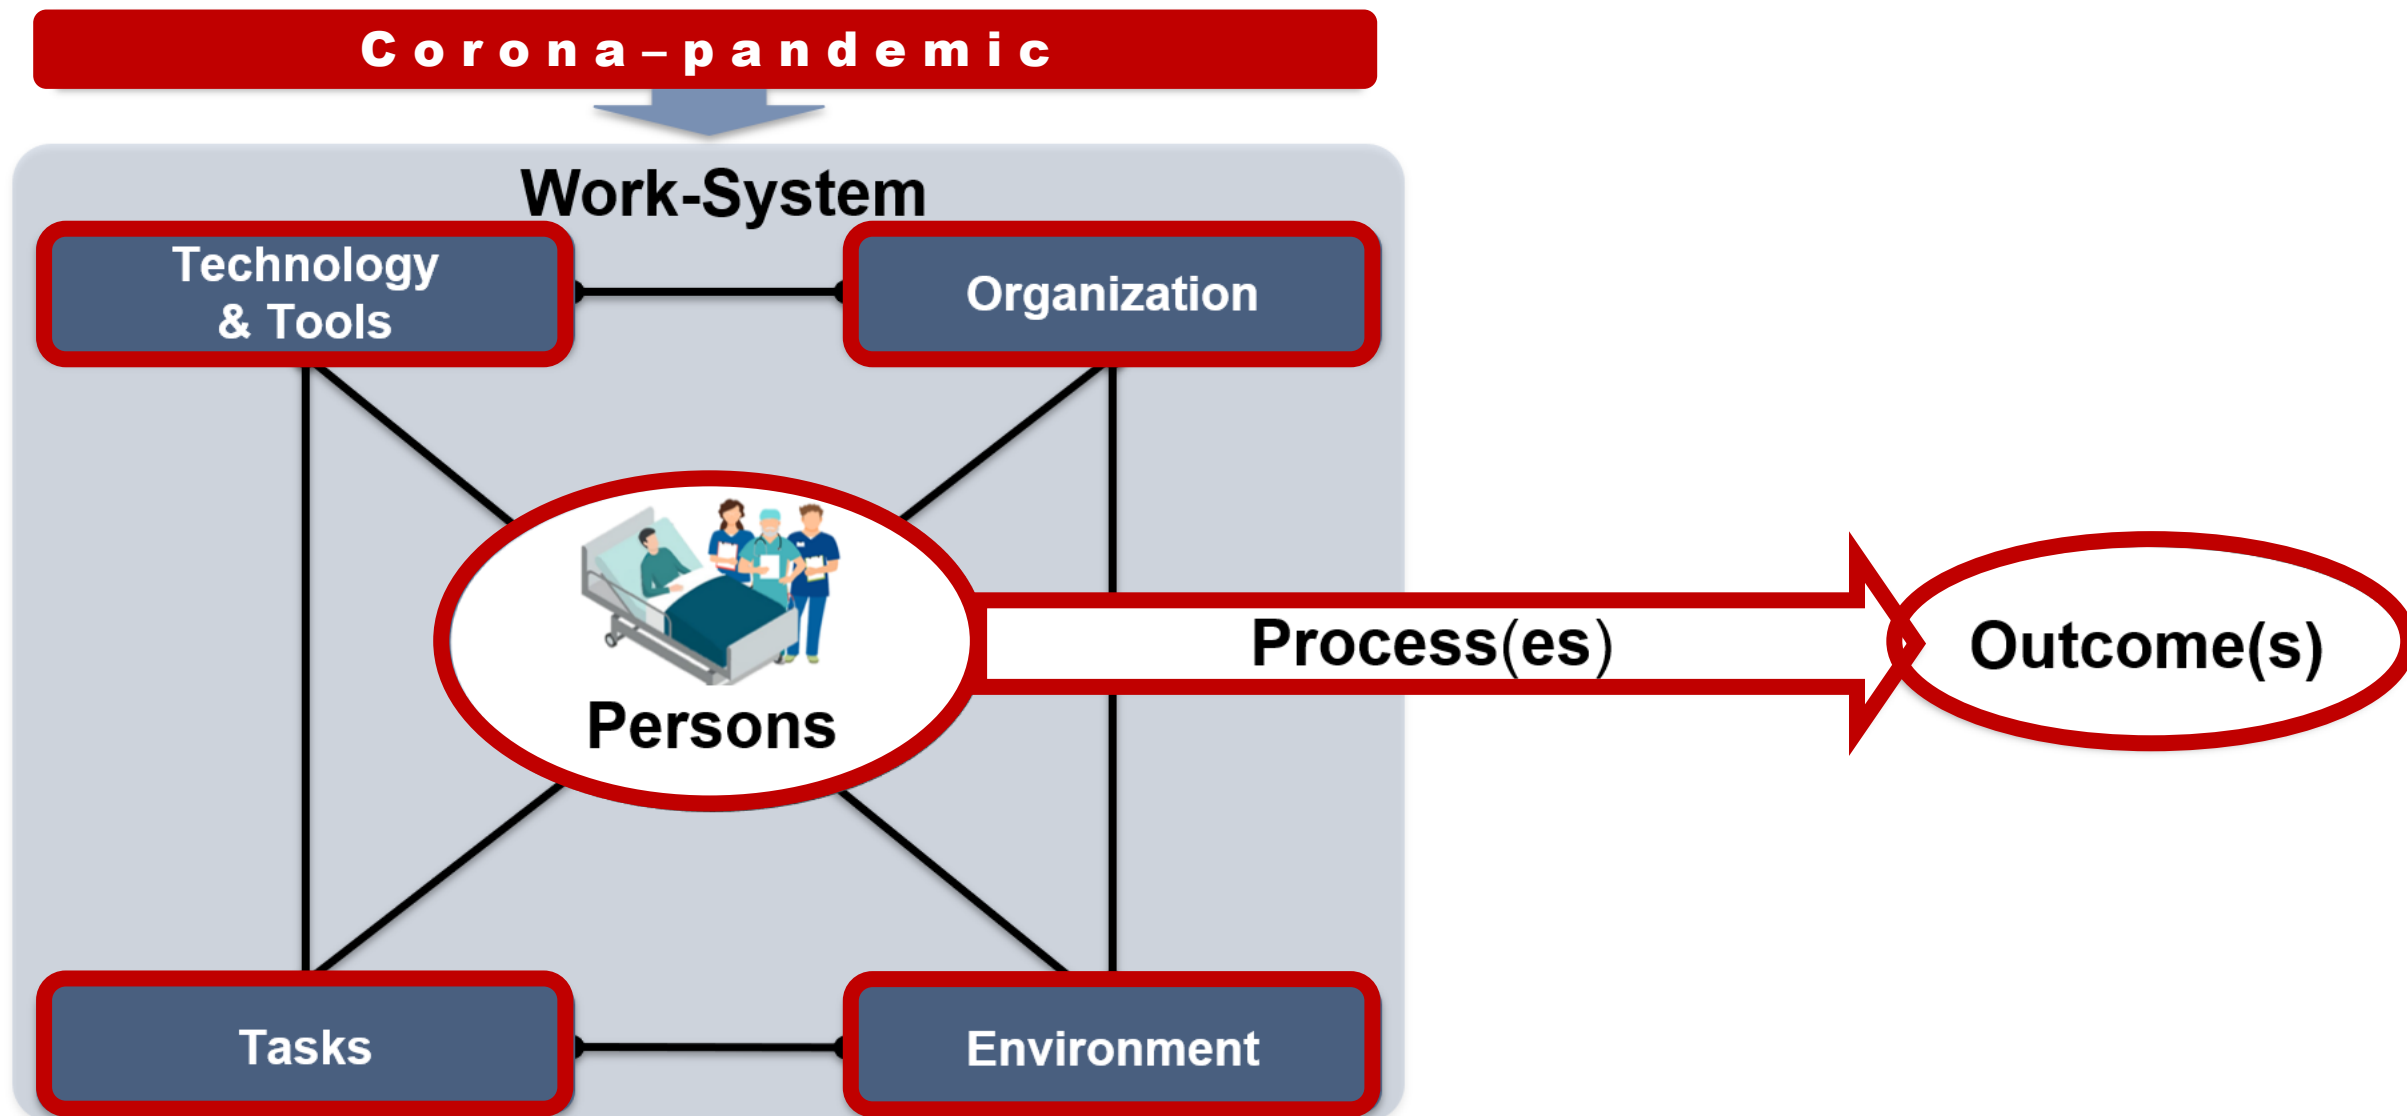 Corona–pandemic
Work-System
Technology
& Tools
Organization
Persons
Process(es)
Outcome(s)
Tasks
Environment